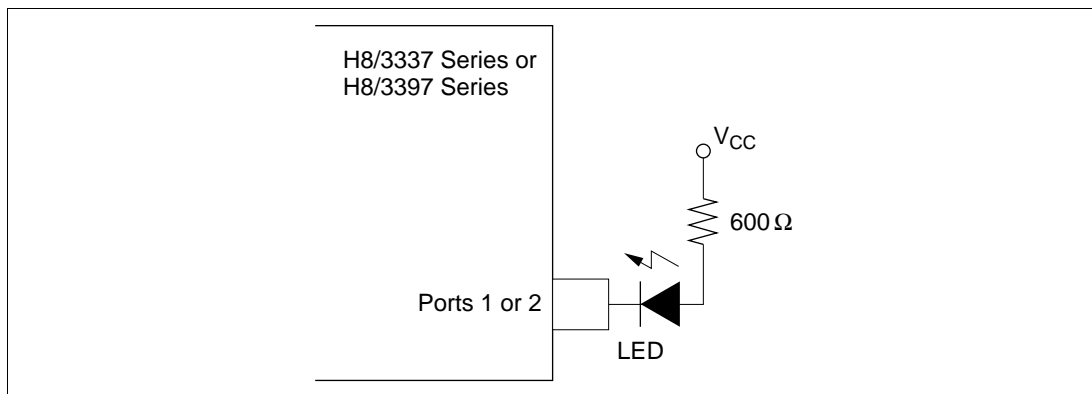 H8/3337 Series or
H8/3397 Series
VCC
600 Ω
Ports 1 or 2
LED